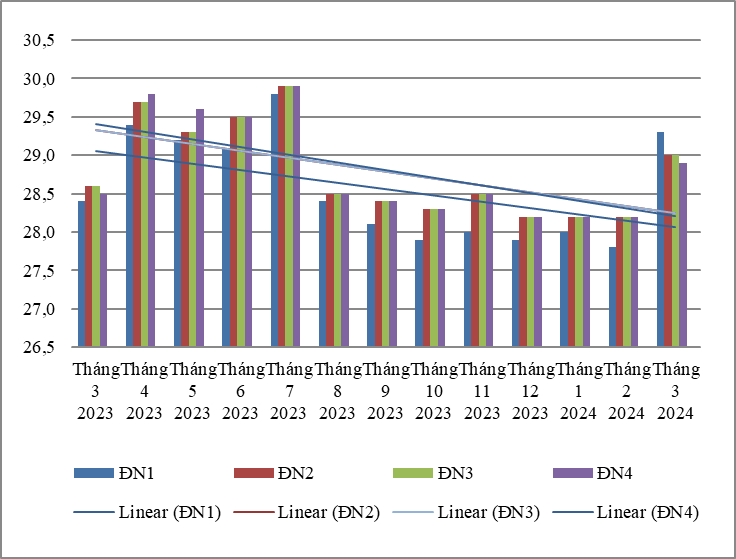 30,5
30,0
29,5
29,0
28,5
28,0
27,5
27,0
26,5
Tháng Tháng Tháng Tháng Tháng Tháng Tháng Tháng Tháng Tháng Tháng Tháng Tháng
3 4 5 6 7 8 9 10 11 12 1 2 3
2023 2023 2023 2023 2023 2023 2023 2023 2023 2023 2024 2024 2024
ĐN1 ĐN2 ĐN3 ĐN4
Linear (ĐN1) Linear (ĐN2) Linear (ĐN3) Linear (ĐN4)